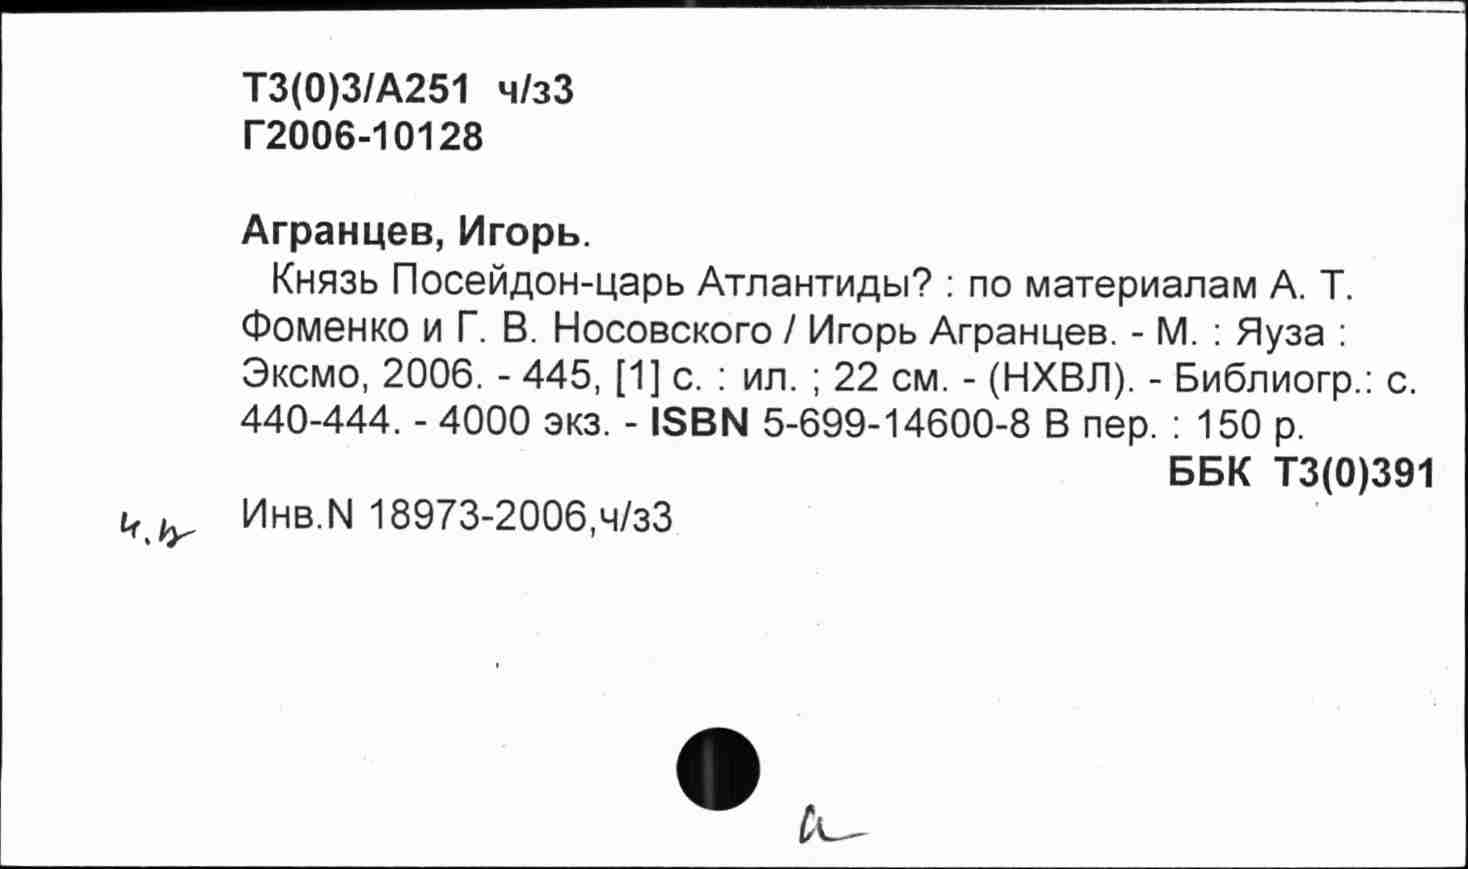 Т3(0)3/А251 ч/з3
Г2006-10128
Агранцев, Игорь.
Князь Посейдон-царь Атлантиды? : по материалам А. Т.
Фоменко и Г. В. Носовского / Игорь Агранцев. - М. : Яуза :
Эксмо, 2006. - 445, [1] с. : ил. ; 22 см. - (НХВЛ). - Библиогр.: с.
440-444. - 4000 экз. - ISBN 5-699-14600-8 В пер. : 150 р.
ББК Т3(0)391
Инв.N 18973-2006,ч/з3
а